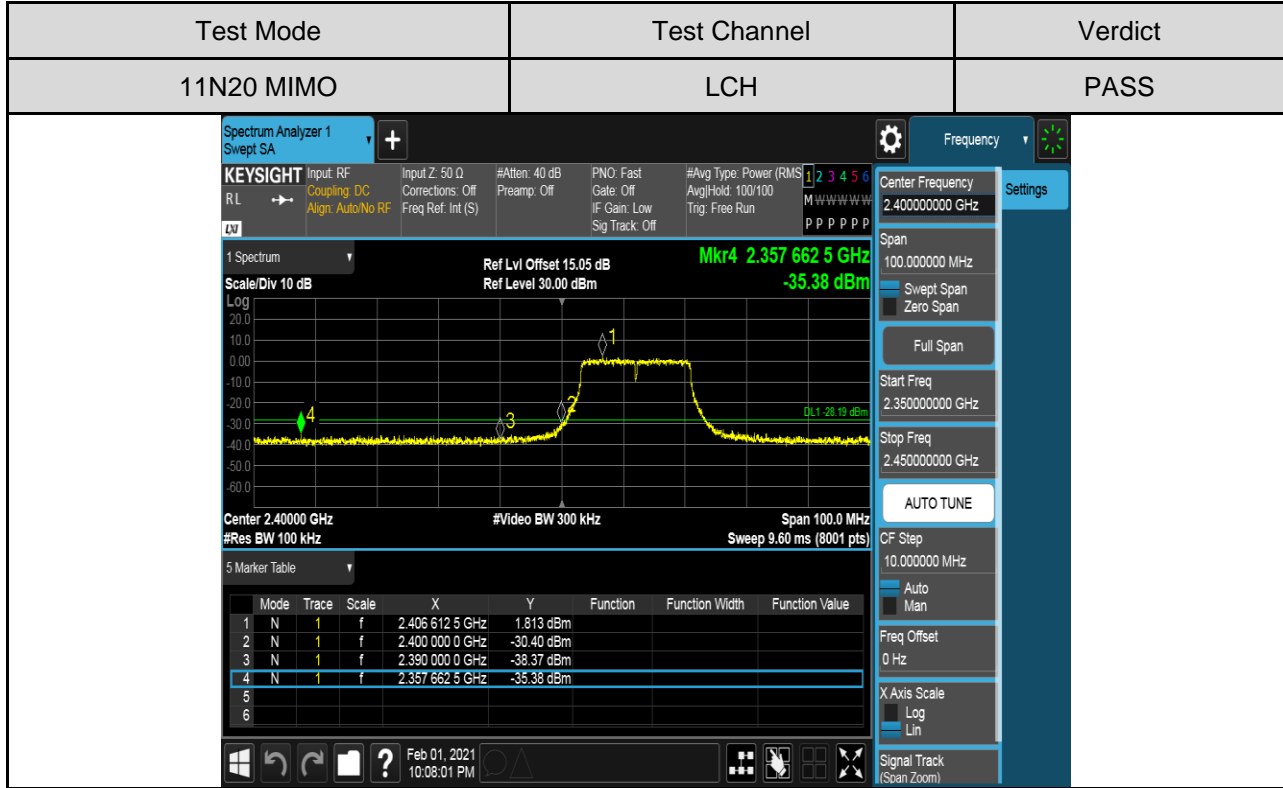 Test Mode Test Channel Verdict
11N20 MIMO LCH PASS
Spectrum Analyzer 1
Swept SA
+
Frequency
KEYSIGHT Input: RF Input Z: 50 Ω #Atten: 40 dB PNO: Fast #Avg Type: Power (RMS 1 2 3 4 5 6
RL Coupling: DC Corrections: Off Preamp: Off Gate: Off Avg|Hold: 100/100 M W W W W W
Align: Auto/No RF Freq Ref: Int (S) IF Gain: Low Trig: Free Run
LXI Sig Track: Off P P P P P P
1 Spectrum Ref Lvl Offset 15.05 dB Mkr4 2.357 662 5 GHz
Scale/Div 10 dB Ref Level 30.00 dBm -35.38 dBm
Log
20.0
10.0
0.00
-10.0
-20.0
-30.0
-40.0
-50.0
-60.0
1
2
3
4
DL1 -28.19 dBm
Center 2.40000 GHz #Video BW 300 kHz Span 100.0 MHz
#Res BW 100 kHz Sweep 9.60 ms (8001 pts)
5 Marker Table
Mode Trace Scale X Y Function Function Width Function Value
1 N 1 f 2.406 612 5 GHz 1.813 dBm
2 N 1 f 2.400 000 0 GHz -30.40 dBm
3 N 1 f 2.390 000 0 GHz -38.37 dBm
4 N 1 f 2.357 662 5 GHz -35.38 dBm
5
6
? Feb 01, 2021
10:08:01 PM
Center Frequency
2.400000000 GHz
Settings
Span
100.000000 MHz
Swept Span
Zero Span
Full Span
Start Freq
2.350000000 GHz
Stop Freq
2.450000000 GHz
AUTO TUNE
CF Step
10.000000 MHz
Auto
Man
Freq Offset
0 Hz
X Axis Scale
Log
Lin
Signal Track
(Span Zoom)